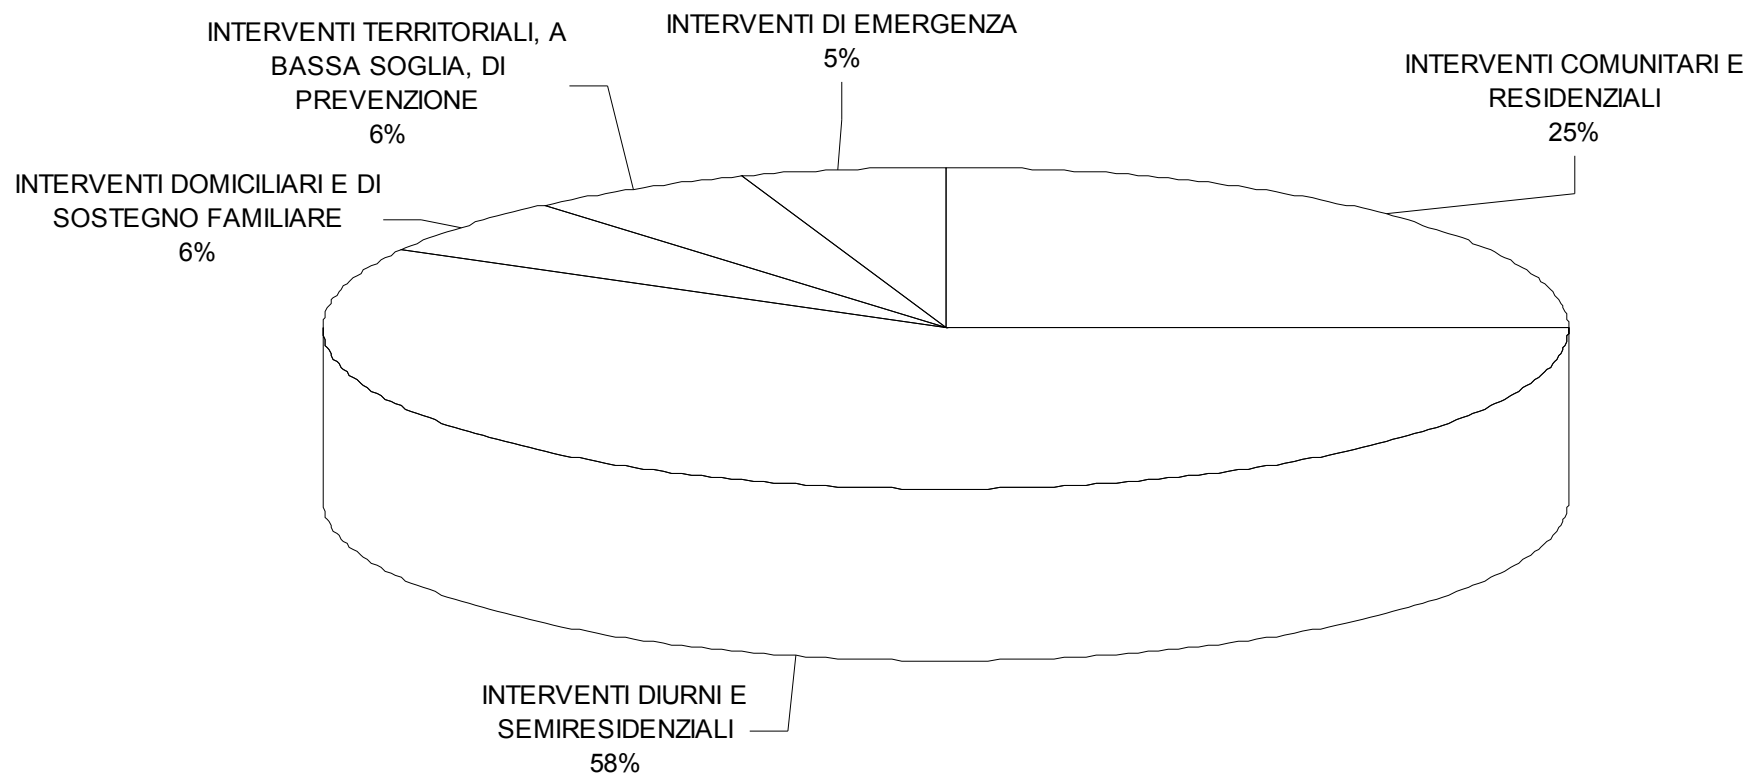 INTERVENTI TERRITORIALI, A
BASSA SOGLIA, DI
PREVENZIONE
6%
INTERVENTI DI EMERGENZA
5%
INTERVENTI COMUNITARI E
RESIDENZIALI
25%
INTERVENTI DOMICILIARI E DI
SOSTEGNO FAMILIARE
6%
INTERVENTI DIURNI E
SEMIRESIDENZIALI
58%